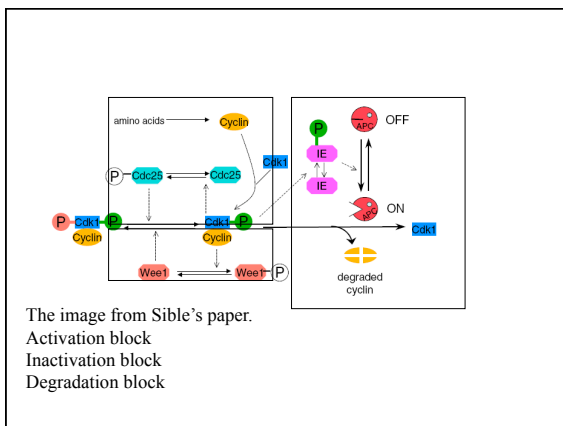 amino acids
Cyclin
P
Cdc25
Cdc25
Cdk1
P
Cdk1
P
Cyclin
Cdk1
P
Cyclin
Wee1
Wee1
P
P
IE
IE
APC
OFF
APC
ON
Cdk1
degraded
cyclin
The image from Sible's paper.
Activation block
Inactivation block
Degradation block